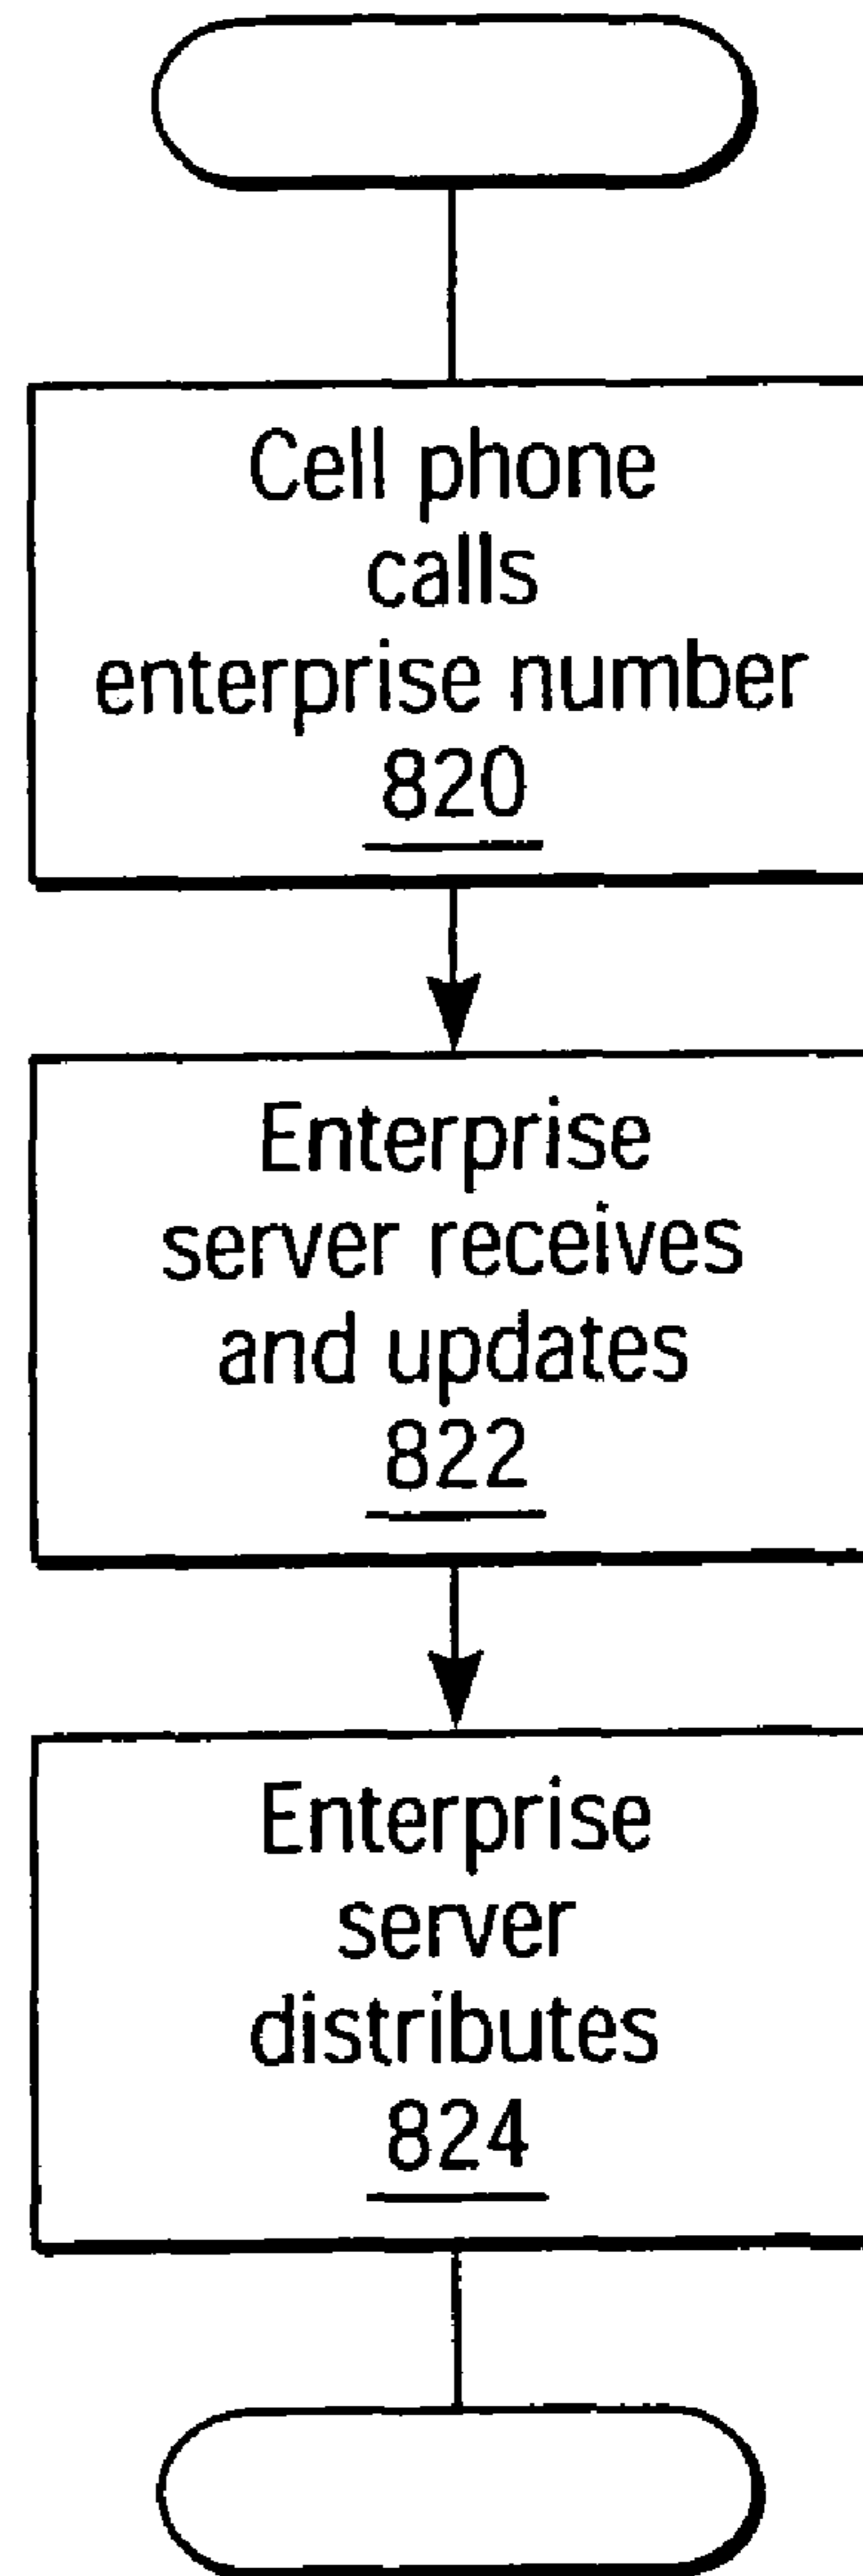 Cell phone
calls
enterprise number
820
Enterprise
server receives
and updates
822
Enterprise
server
distributes
824